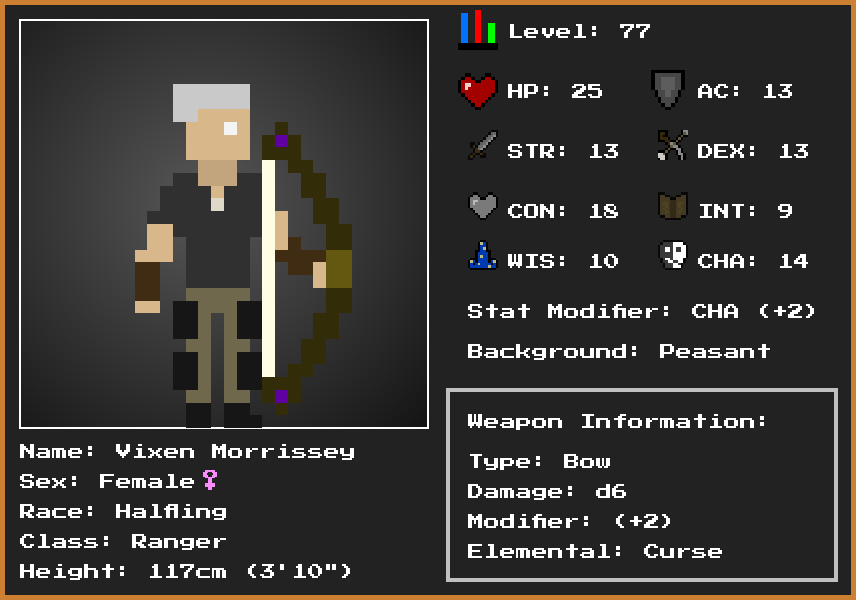 Level: 77
HP: 25
AC: 13
STR: 13
DEX: 13
CON: 18
INT: 9
WIS: 10
CHA: 14
Stat Modifier: CHA (+2)
Background: Peasant
Weapon Information:
Type: Bow
Damage: d6
Modifier: (+2)
Elemental: Curse
Name: Vixen Morrissey
Sex: Female♀
Race: Halfling
Class: Ranger
Height: 117cm (3'10")